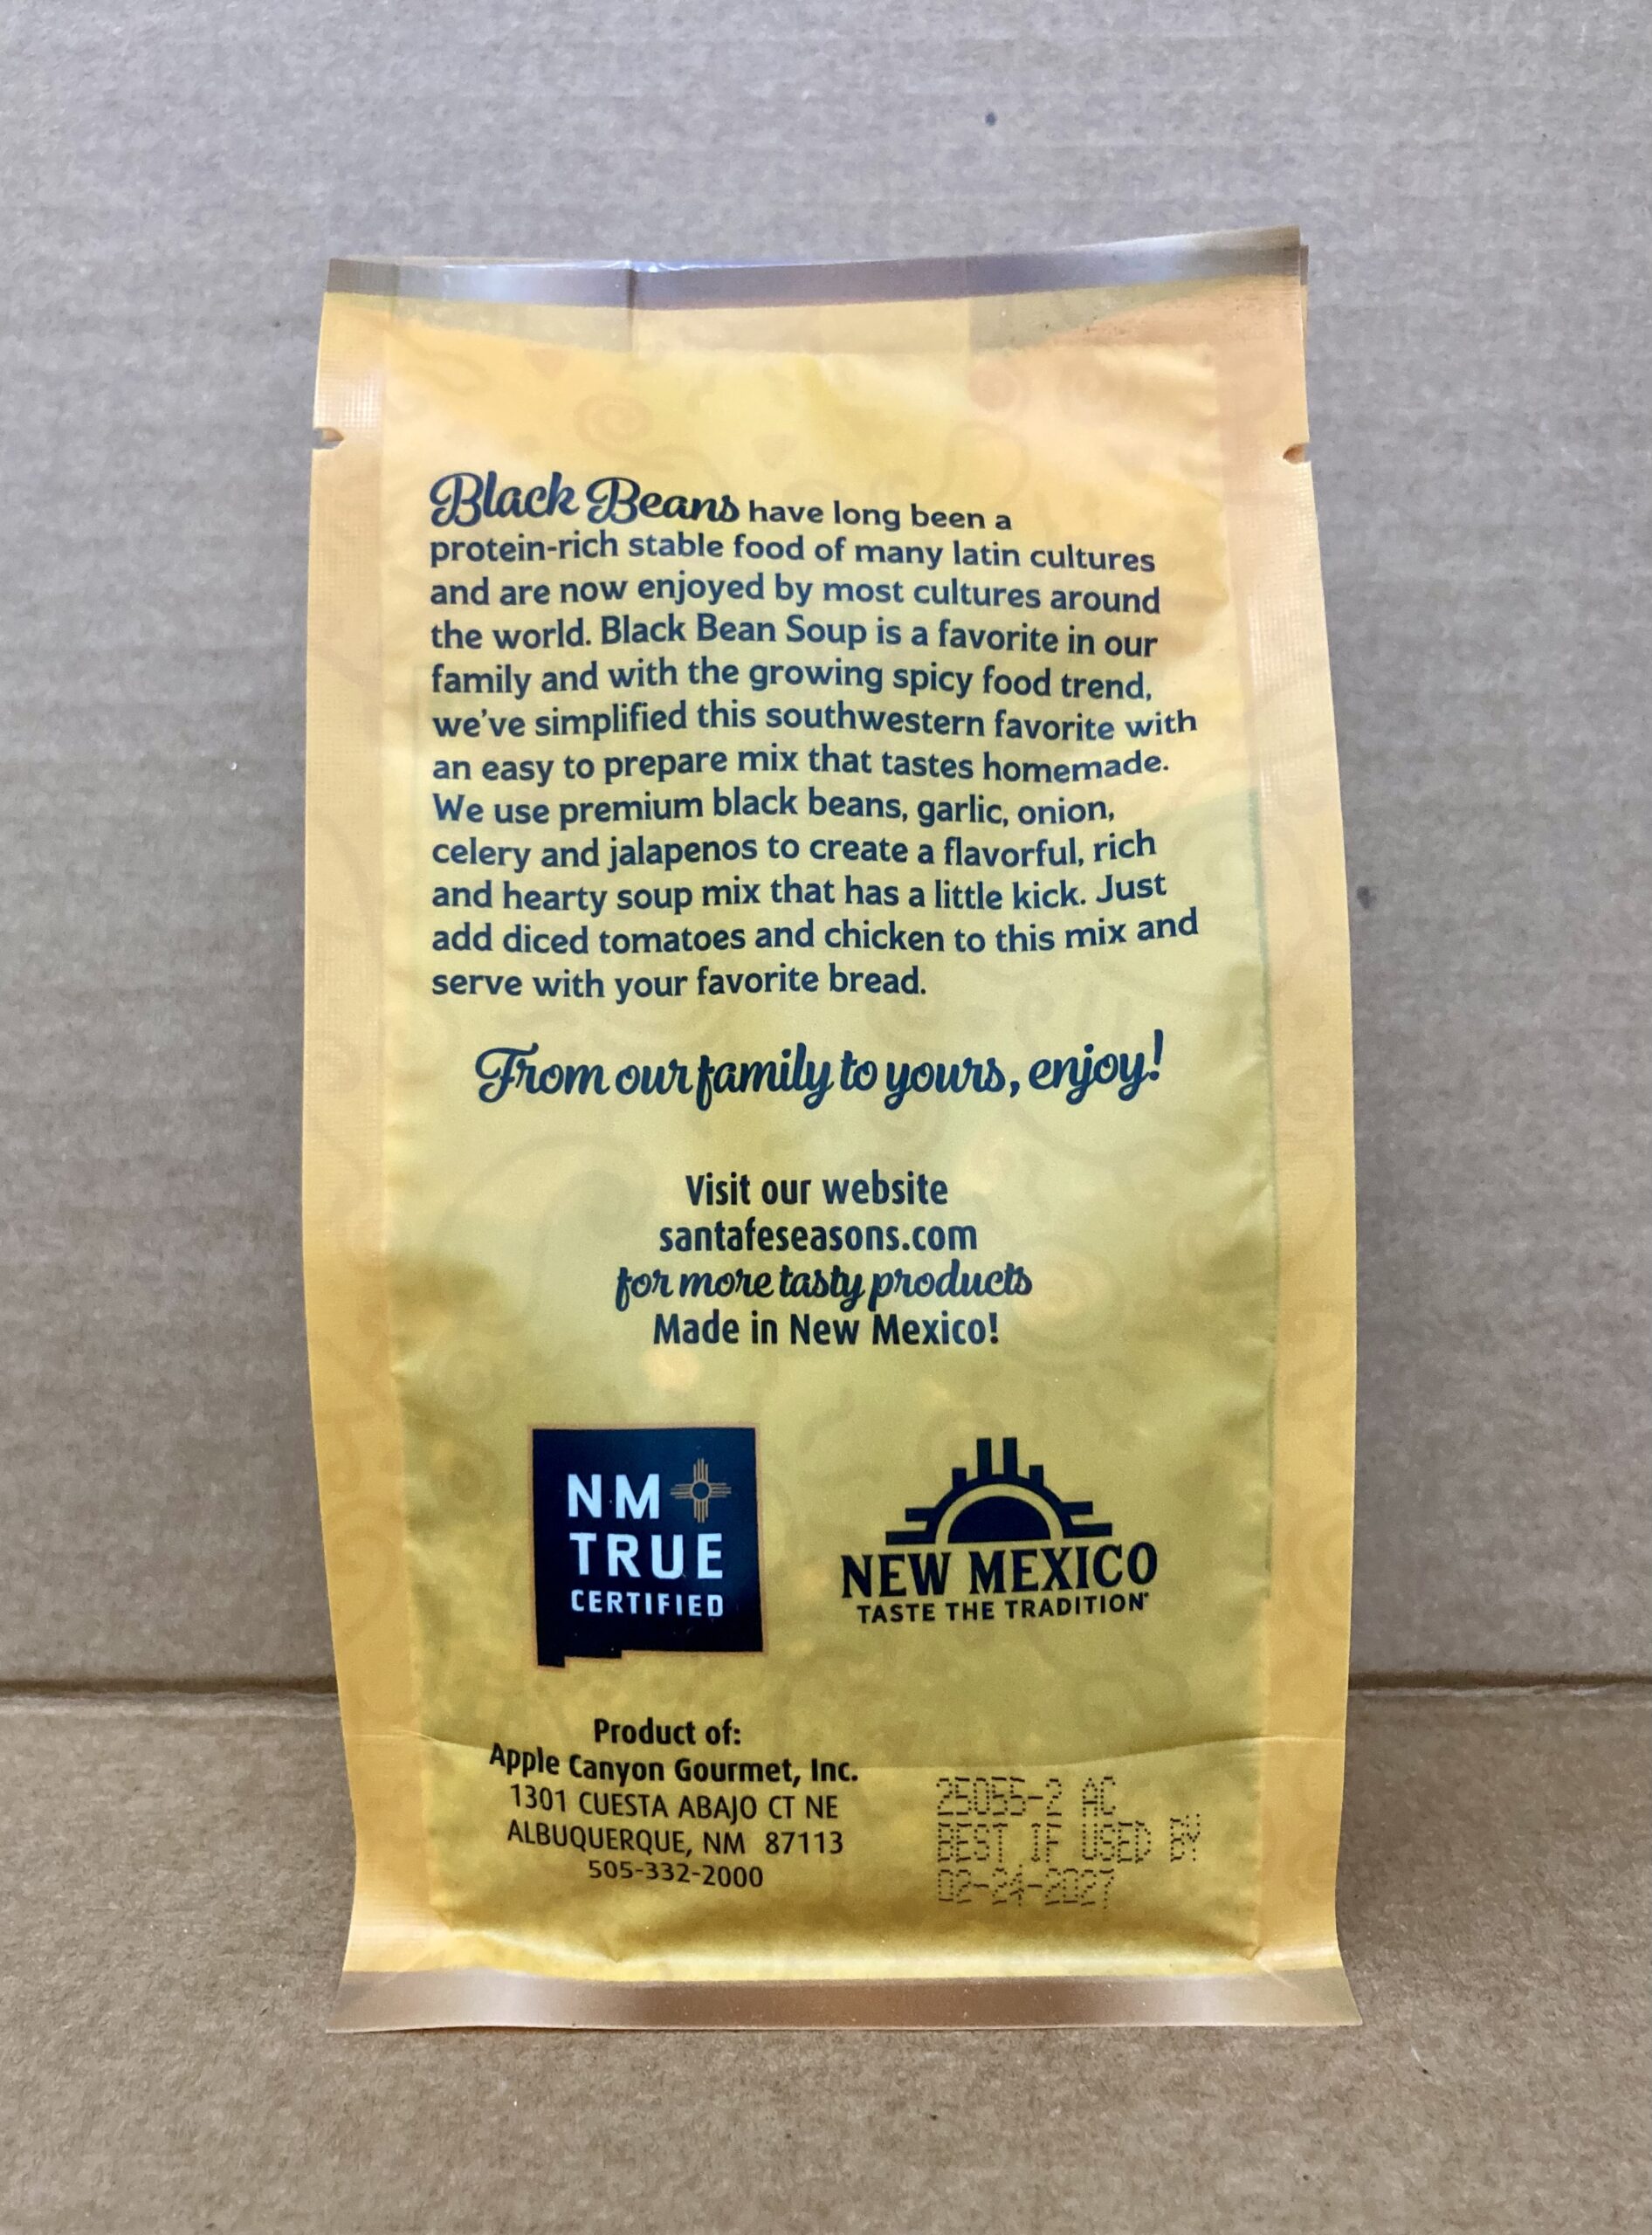 Black Beans have long been a
protein-rich stable food of many latin cultures
and are now enjoyed by most cultures around
the world. Black Bean Soup is a favorite in our
family and with the growing spicy food trend,
we've simplified this southwestern favorite with
an easy to prepare mix that tastes homemade.
We use premium black beans, garlic, onion,
celery and jalapenos to create a flavorful, rich
and hearty soup mix that has a little kick. Just
add diced tomatoes and chicken to this mix and
serve with your favorite bread.
From our family to yours, enjoy!
Visit our website
santafeseasons.com
for more tasty products
Made in New Mexico!
NM
TRUE
CERTIFIED
NEW MEXICO
TASTE THE TRADITION®
Product of:
Apple Canyon Gourmet, Inc.
1301 CUESTA ABAJO CT NE
ALBUQUERQUE, NM 87113
505-332-2000
25055-2 AC
BEST IF USED BY
02-24-2027